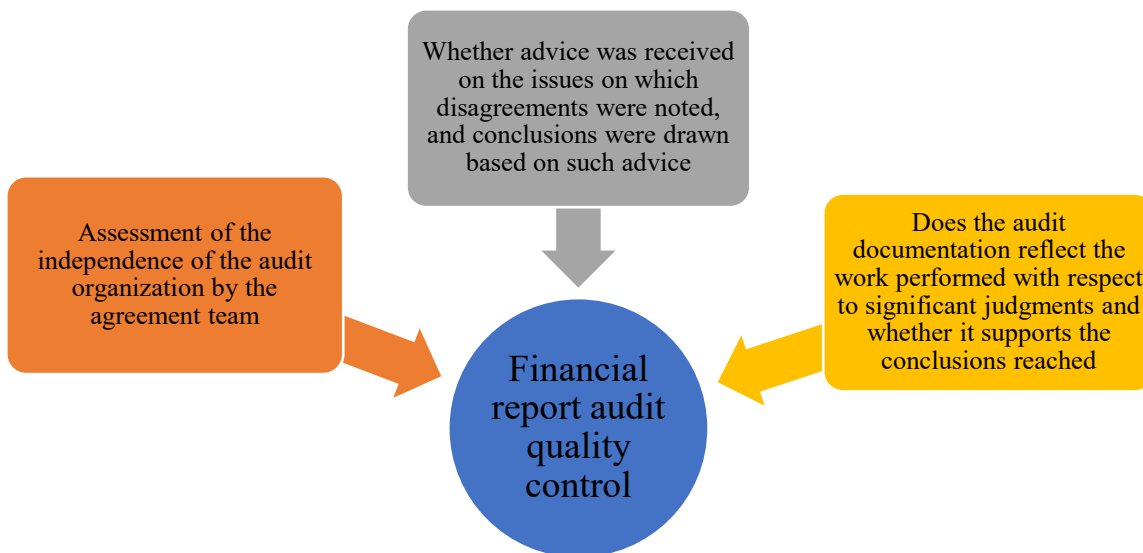 Whether advice was received
on the issues on which
disagreements were noted,
and conclusions were drawn
based on such advice
Assessment of the
independence of the audit
organization by the
agreement team
Does the audit
documentation reflect the
work performed with respect
to significant judgments and
whether it supports the
conclusions reached
Financial
report audit
quality
control